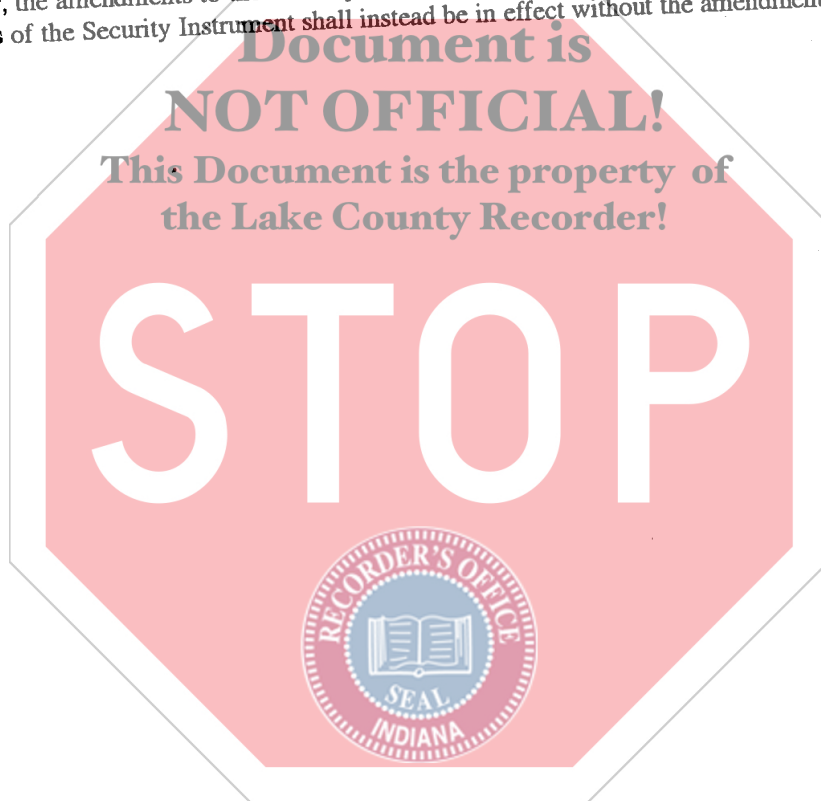 , the amendments to
of the Security Instrument shall instead be in effect without the
Document is
NOT OFFICIAL!
This Document is the property of
the Lake County Recorder!
STOP
RECORDER'S OFFICE
SEAL
INDIANA